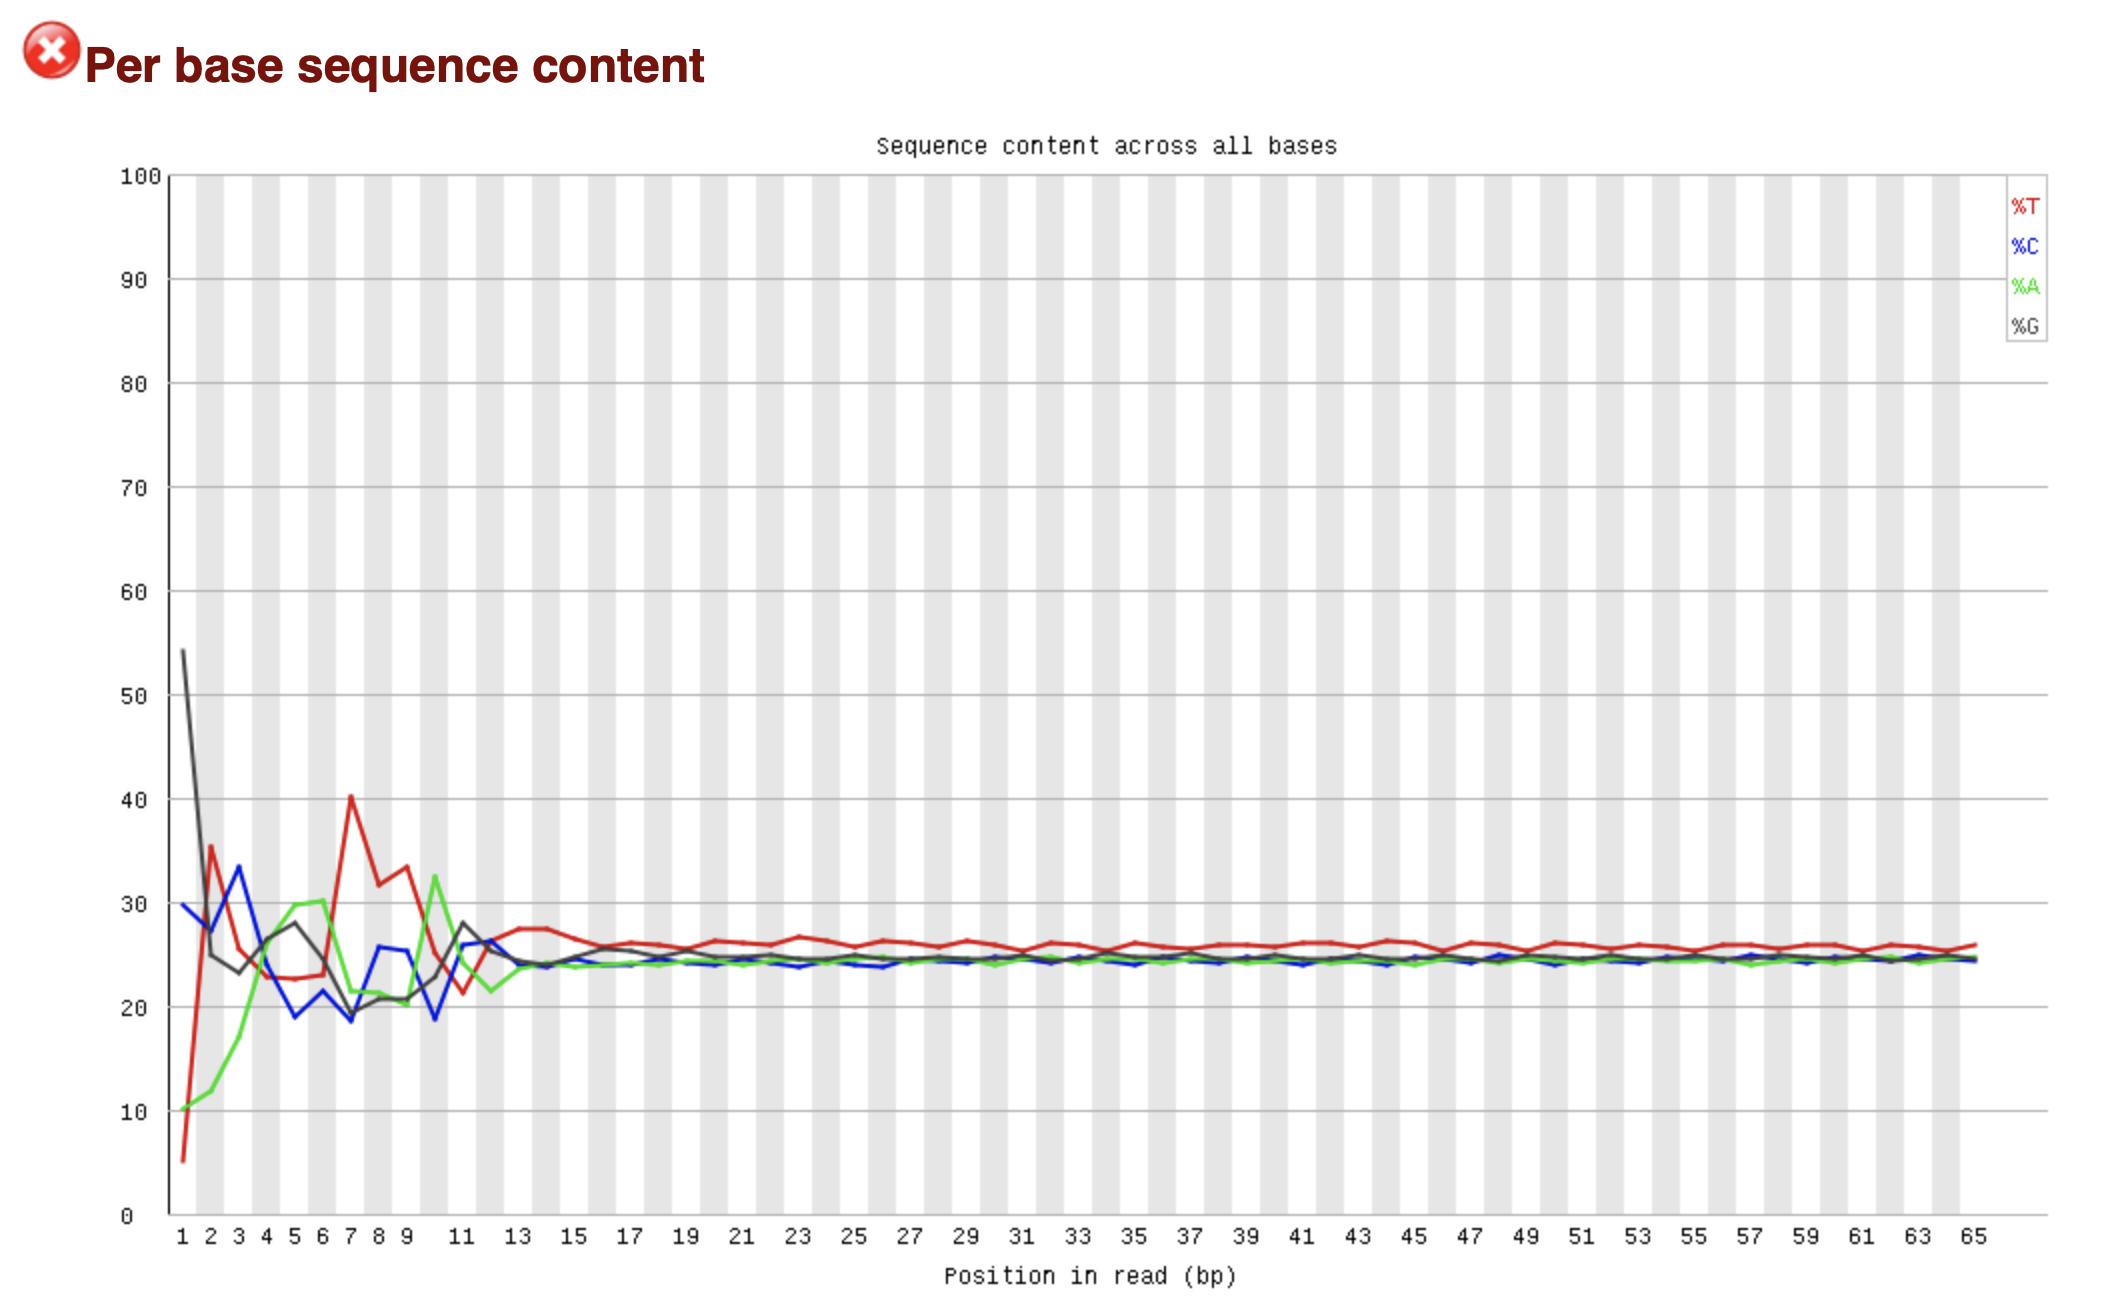 Per base sequence content
Sequence content across all bases
100
90
80
70
60
50
40
30
20
10
0
%T
%C
%A
%G
1 2 3 4 5 6 7 8 9 11 13 15 17 19 21 23 25 27 29 31 33 35 37 39 41 43 45 47 49 51 53 55 57 59 61 63 65
Position in read (bp)